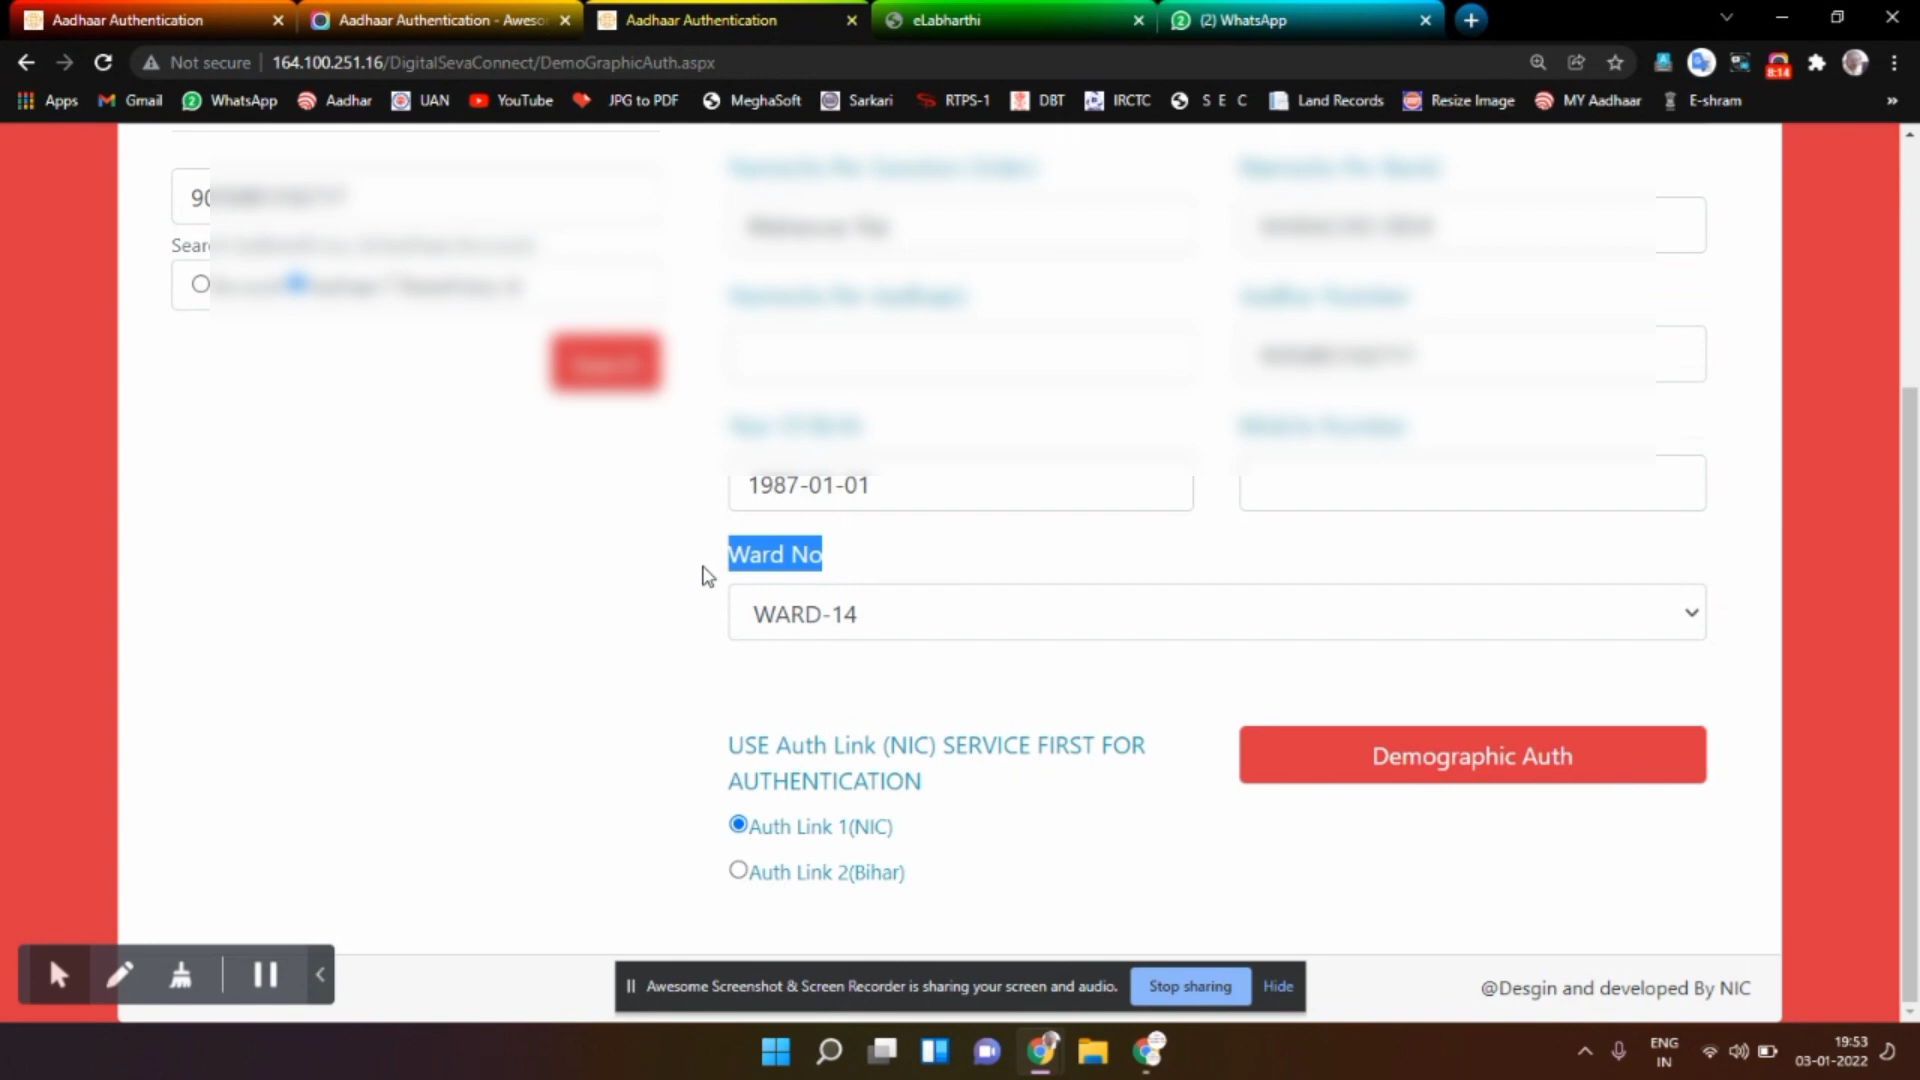 Aadhaar Authentication
Aadhaar Authentication - Aweso
Aadhaar Authentication
eLabharthi
(2) WhatsApp
Not secure
164.100.251.16/DigitalSevaConnect/DemoGraphicAuth.aspx
8:14
Apps
Gmail
WhatsApp
Aadhar
UAN
YouTube
JPG to PDF
MeghaSoft
Sarkari
RTPS-1
DBT
IRCTC
S E C
Land Records
Resize Image
MY Aadhaar
E-shram
»
1987-01-01
Ward No
WARD-14
USE Auth Link (NIC) SERVICE FIRST FOR
AUTHENTICATION
Demographic Auth
Auth Link 1(NIC)
Auth Link 2(Bihar)
Awesome Screenshot & Screen Recorder is sharing your screen and audio.
Stop sharing
Hide
@Desgin and developed By NIC
ENG
IN
19:53
03-01-2022